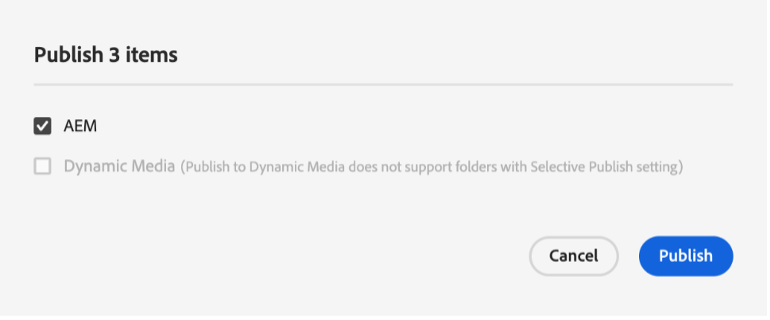 Publish 3 items
AEM
Dynamic Media (Publish to Dynamic Media does not support folders with Selective Publish setting)
Cancel Publish